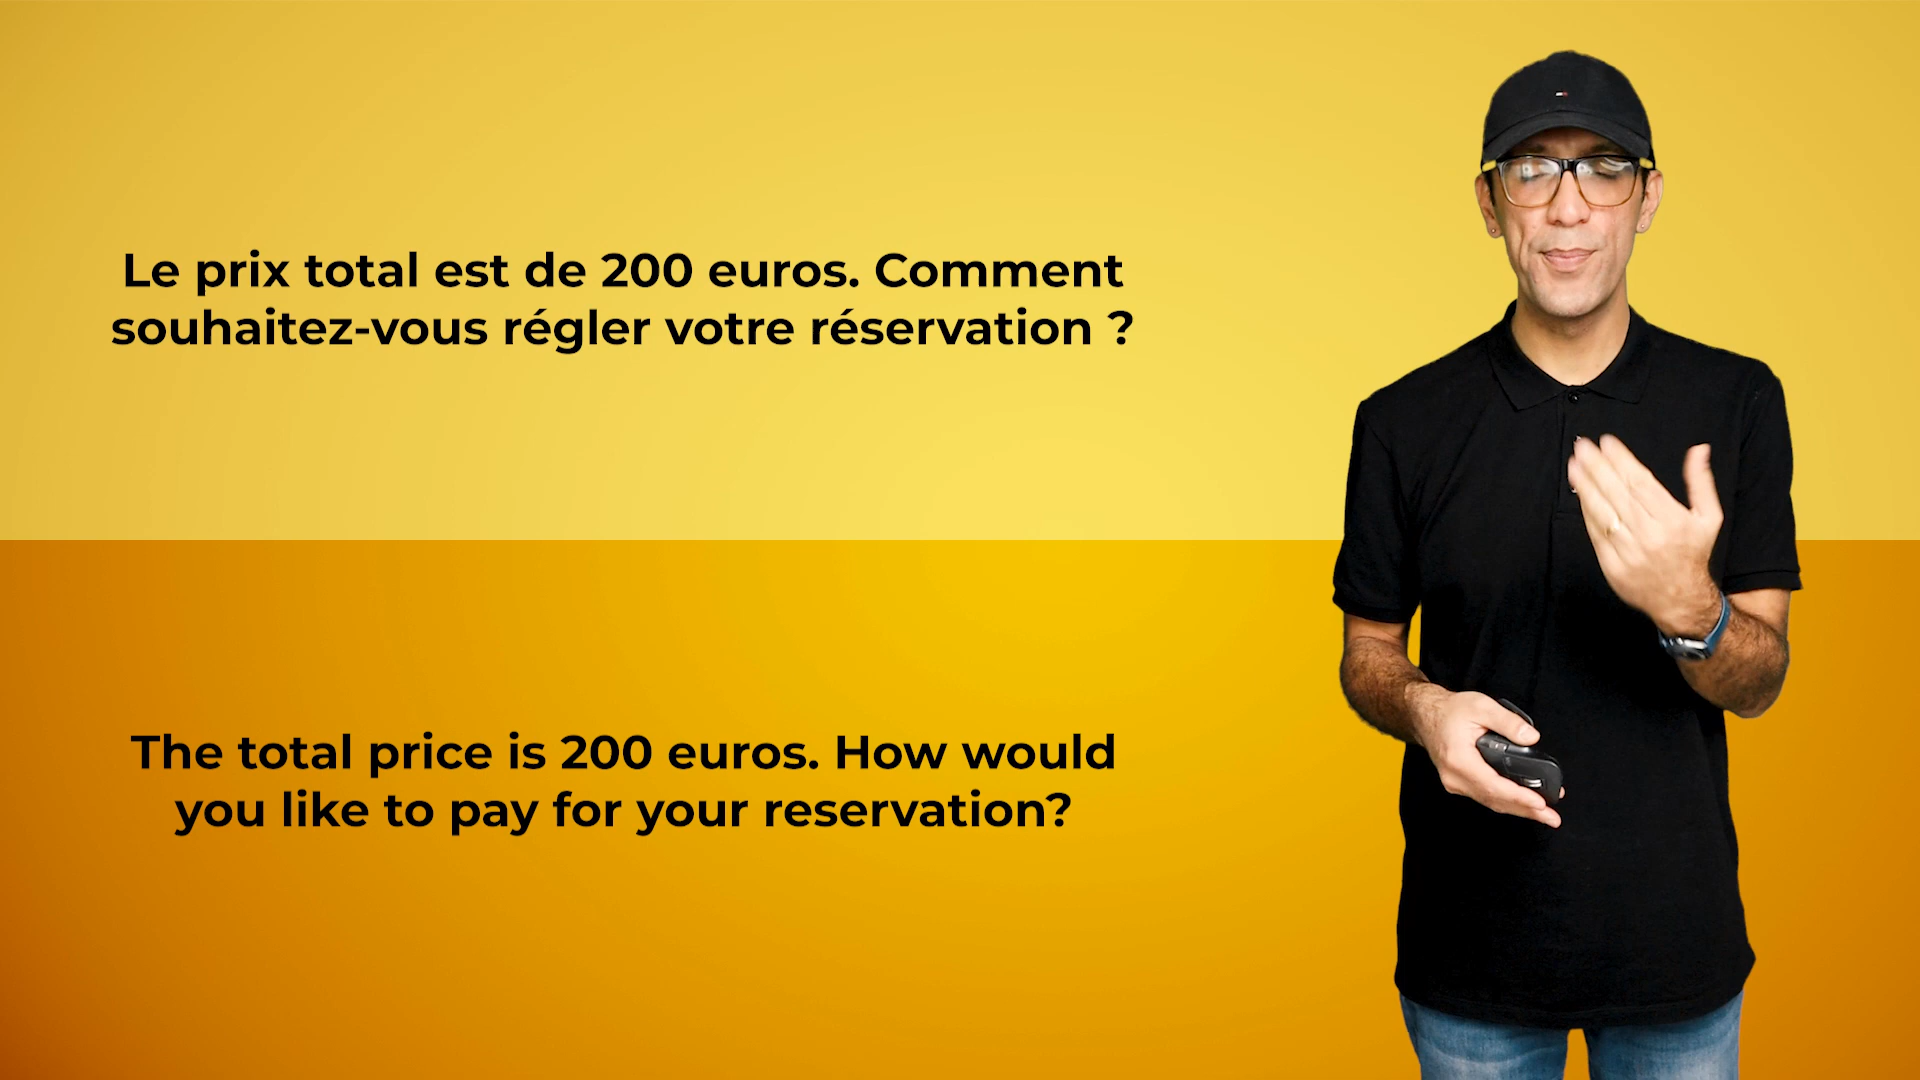 Le prix total est de 200 euros. Comment
souhaitez-vous régler votre réservation ?
The total price is 200 euros. How would
you like to pay for your reservation?